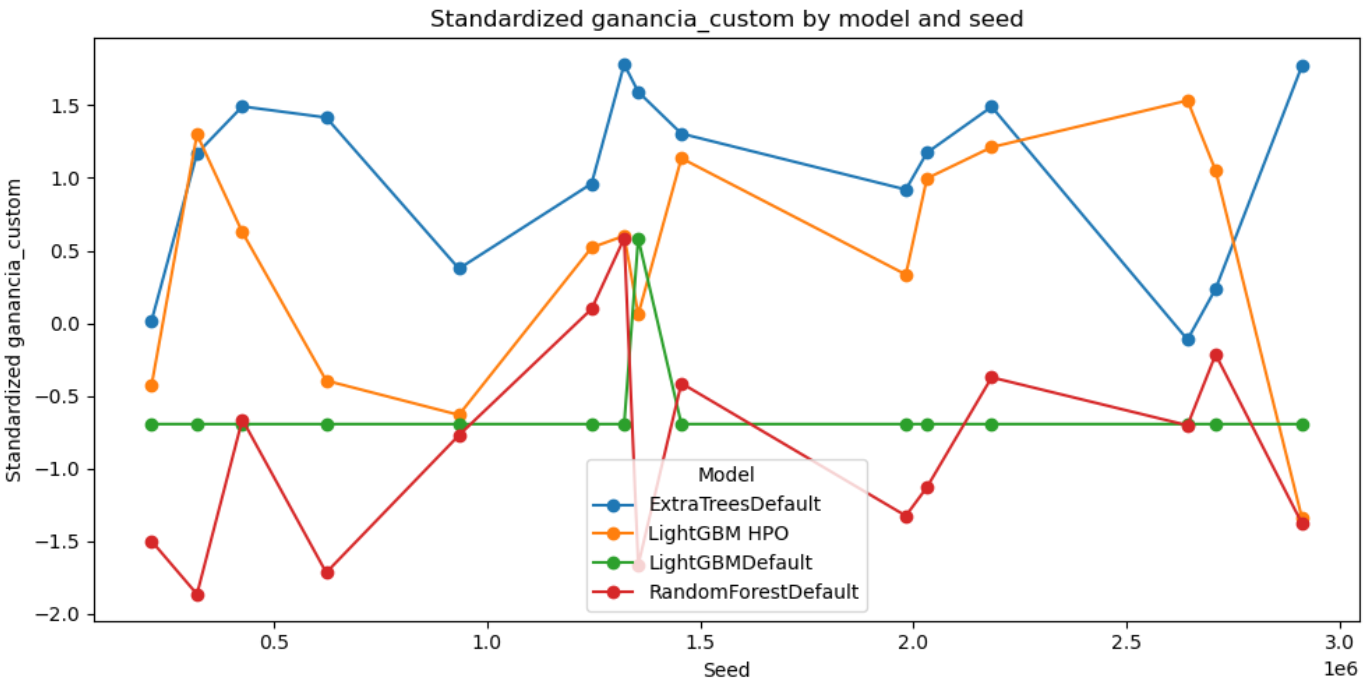 Standardized ganancia_custom by model and seed
Standardized ganancia_custom
1.5
1.0
0.5
0.0
−0.5
−1.0
−1.5
−2.0
Model
ExtraTreesDefault
LightGBM HPO
LightGBMDefault
RandomForestDefault
0.5
1.0
1.5
2.0
2.5
3.0
1e6
Seed